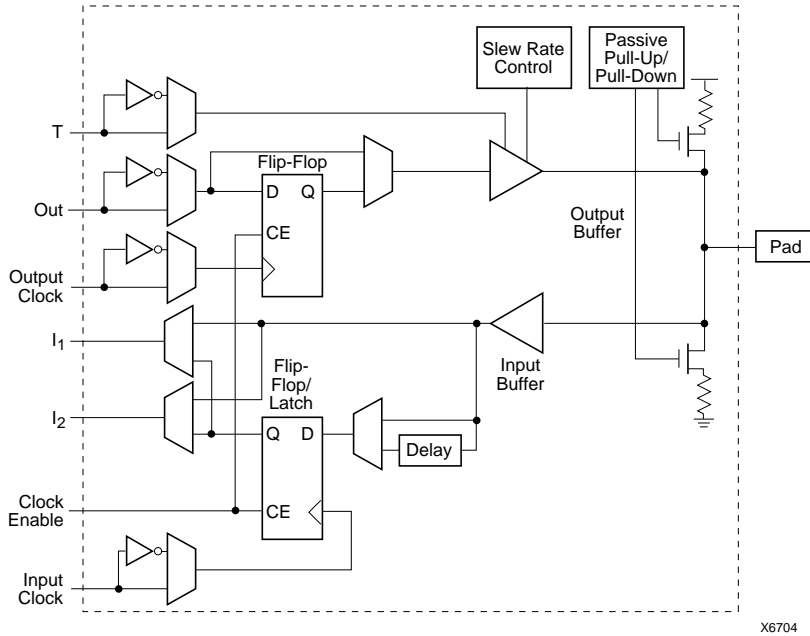 Slew Rate
Control
Passive
Pull-Up/
Pull-Down
T
Flip-Flop
D
Q
CE
Out
Output
Buffer
Pad
Output
Clock
I1
Input
Buffer
Flip-
Flop/
Latch
I2
Q
D
Delay
CE
Clock
Enable
Input
Clock
X6704